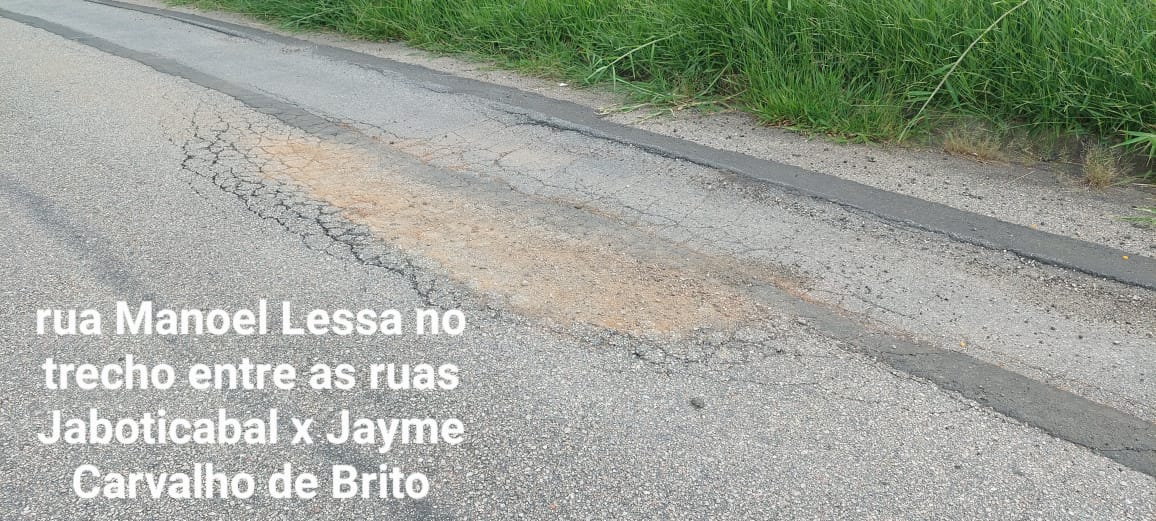 rua Manoel Lessa no
trecho entre as ruas
Jaboticabal x Jayme
Carvalho de Brito